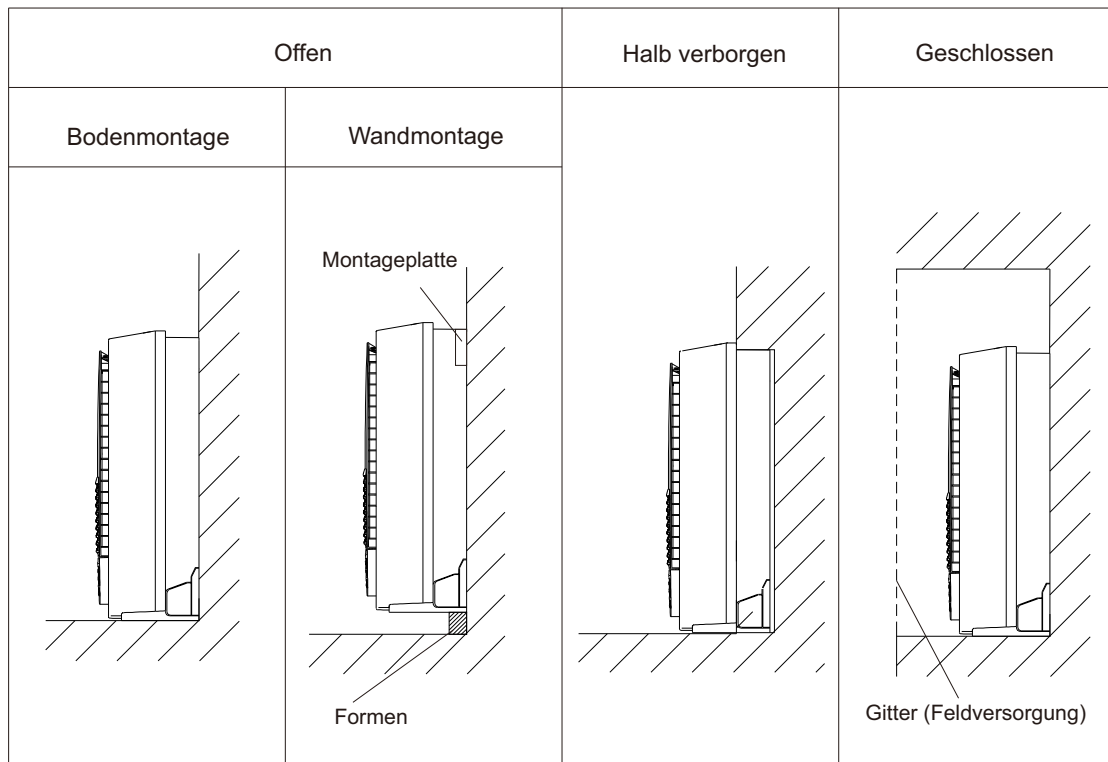 Offen
Halb verborgen
Geschlossen
Bodenmontage
Wandmontage
Montageplatte
Formen
Gitter (Feldversorgung)